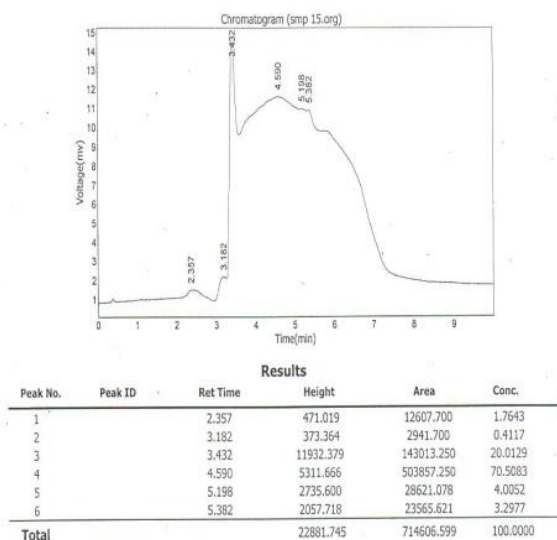 Chromatogram (smp 15.org)
Voltage(mv)
15
14
13
12
11
10
9
8
7
6
5
4
3
2
1
2.357
3.182
3.432
4.590
5.198
5.382
0 1 2 3 4 5 6 7 8 9
Time(min)
Results
Peak No. Peak ID Ret Time Height Area Conc.
1 2.357 471.019 12607.700 1.7643
2 3.182 373.364 2941.700 0.4117
3 3.432 11932.379 143013.250 20.0129
4 4.590 5311.666 503857.250 70.5083
5 5.198 2735.600 28621.078 4.0052
6 5.382 2057.718 23565.621 3.2977
Total 22881.745 714606.599 100.0000